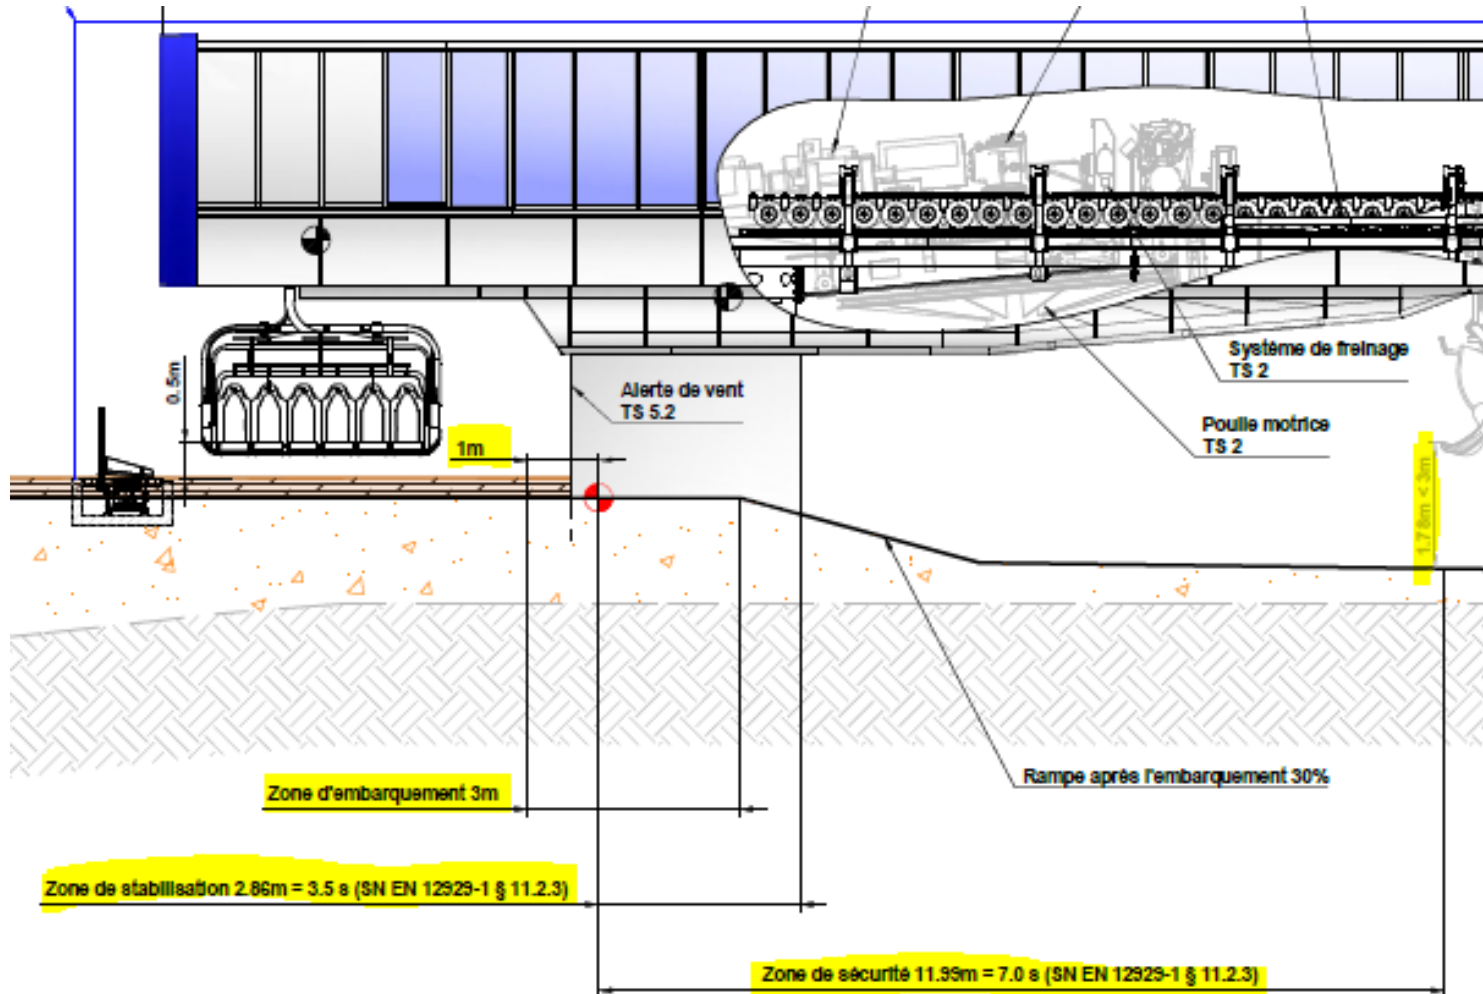 Système de freinage
TS 2
0.5m
Alerte de vent
TS 5.2
Poulie motrice
TS 2
1m
1.78m < 3m
Rampe après l'embarquement 30%
Zone d'embarquement 3m
Zone de stabilisation 2.86m = 3.5 s (SN EN 12929-1 § 11.2.3)
Zone de sécurité 11.99m = 7.0 s (SN EN 12929-1 § 11.2.3)